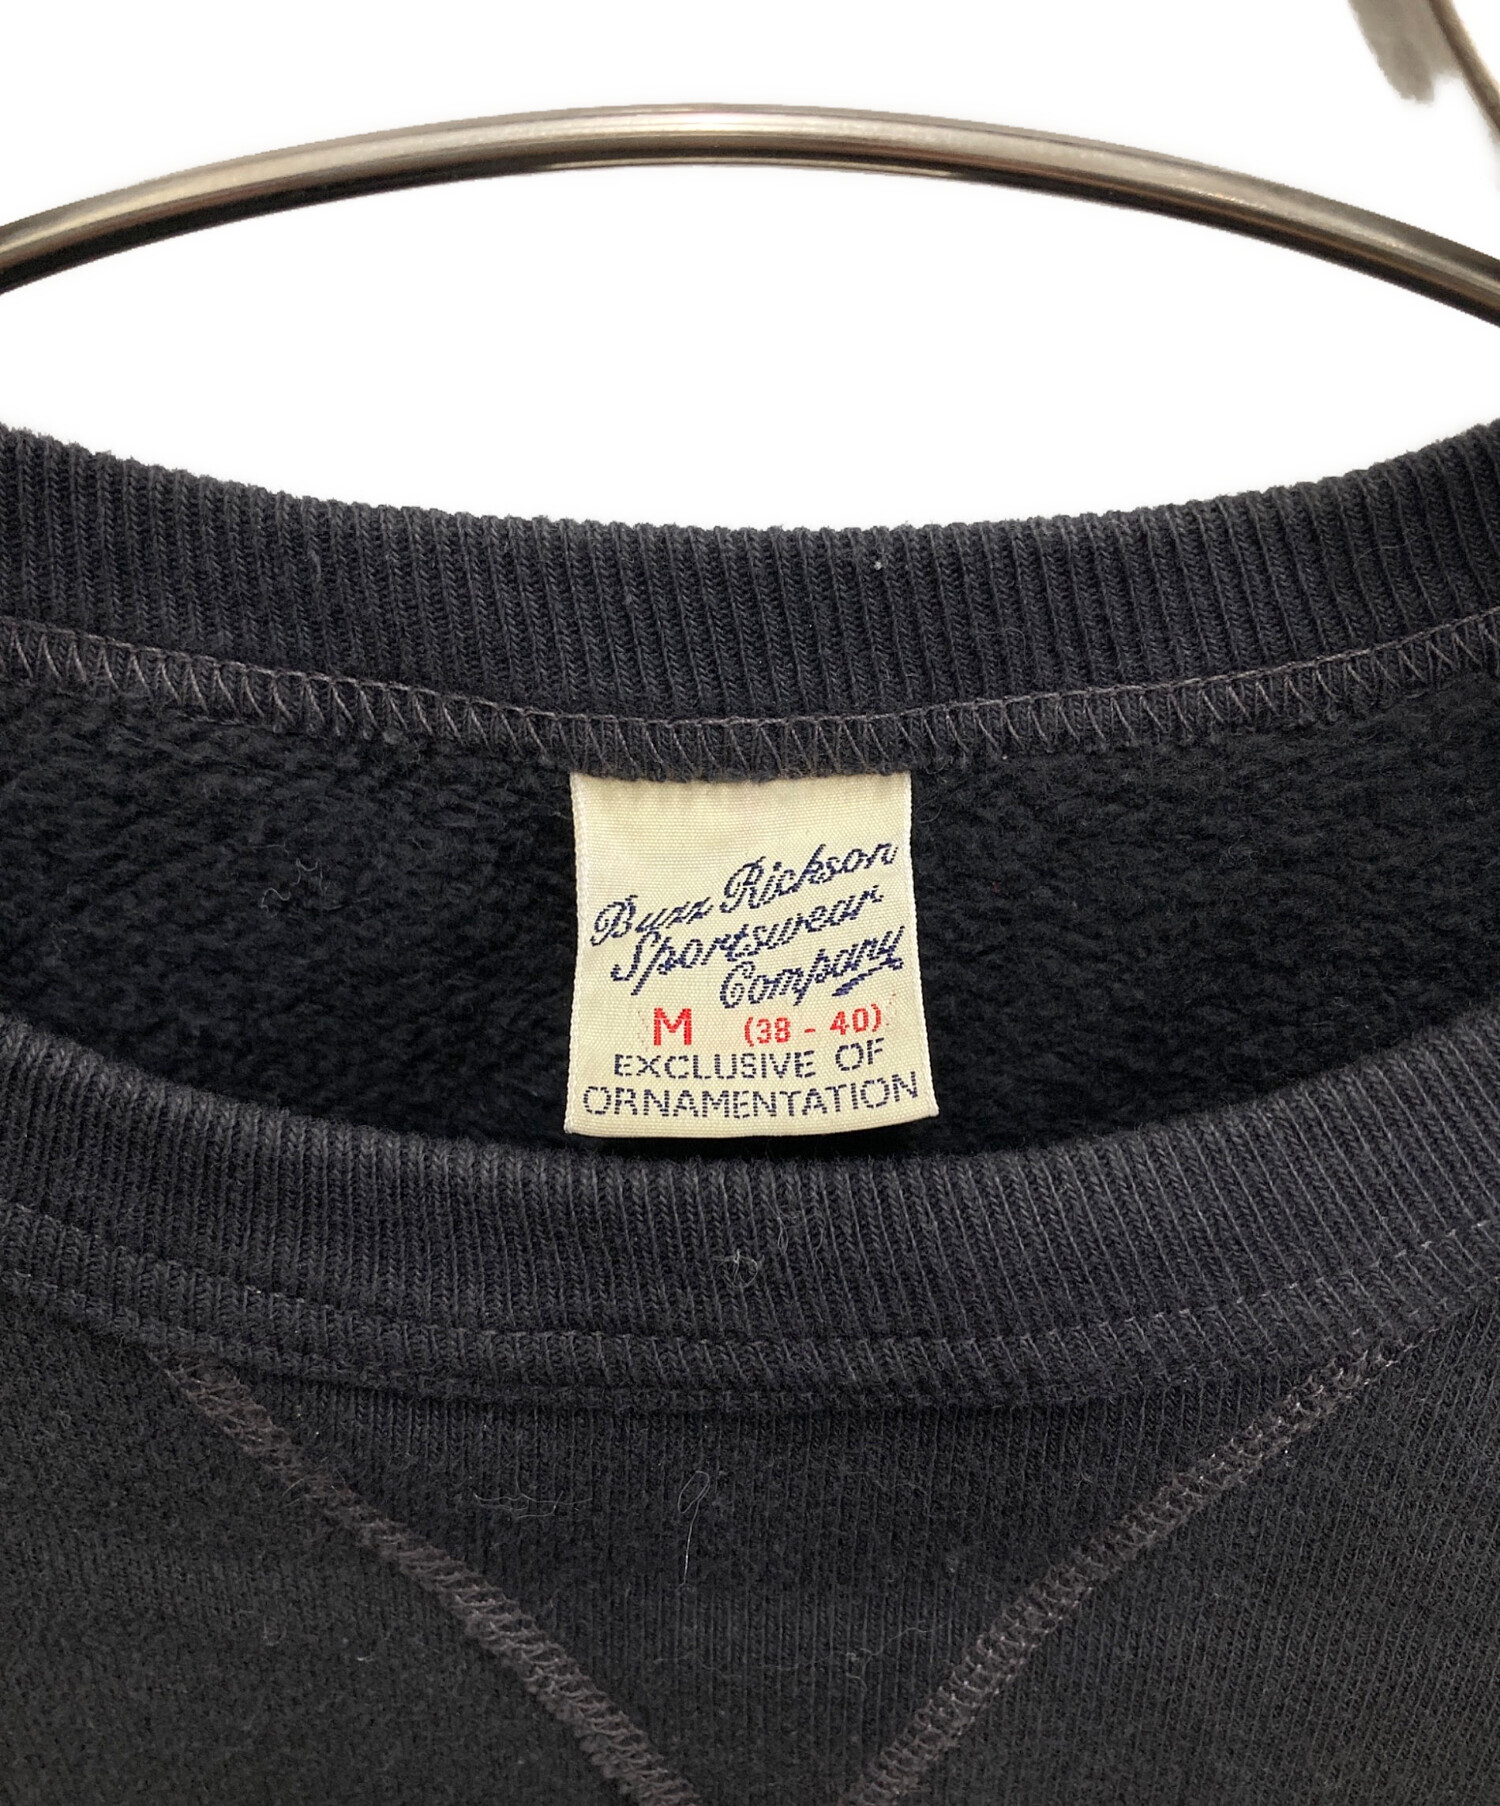 Buzz Rickson
Sportswear
Company
M (38 - 40)
EXCLUSIVE OF
ORNAMENTATION